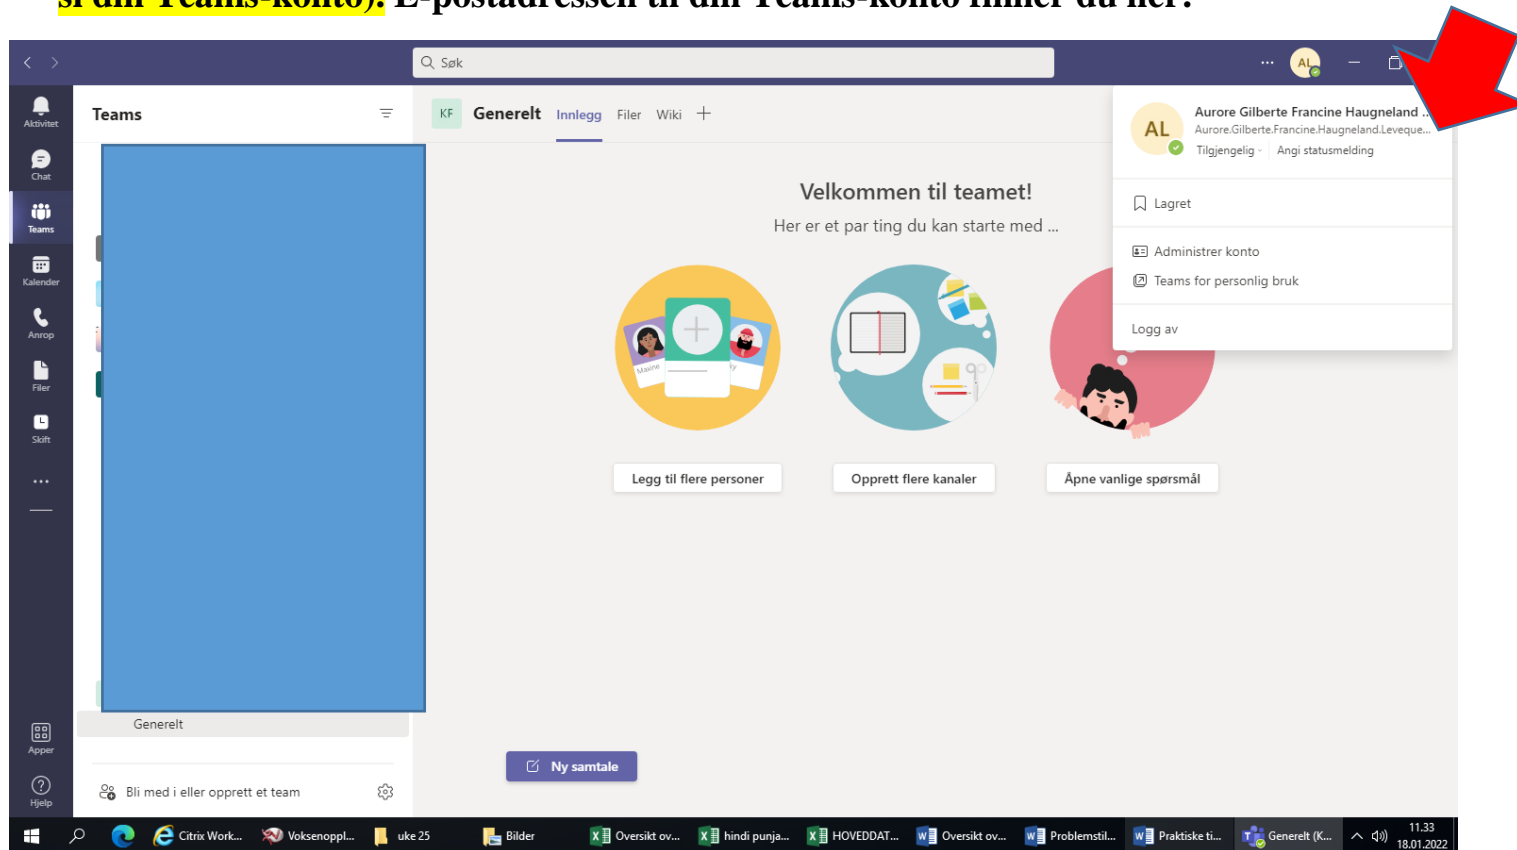 si din Teams-konto). E-postadressen til din Teams-konto finner du her:
Søk
AL
Aktivitet
Chat
Teams
Kalender
Anrop
Filer
Skift
Apper
Hjelp
Teams
KF Generelt Innlegg Filer Wiki
AL
Aurore Gilberte Francine Haugneland ...
Aurore.Gilberte.Francine.Haugneland.Leveque...
Tilgjengelig Angi statusmelding
Lagret
Administrer konto
Teams for personlig bruk
Logg av
Velkommen til teamet!
Her er et par ting du kan starte med ...
Maxine
Legg til flere personer
Opprett flere kanaler
Åpne vanlige spørsmål
Generelt
Ny samtale
Bli med i eller opprett et team
Citrix Work... Voksenoppl... uke 25 Bilder Oversikt ov... hindi punja... HOVEDDAT... Oversikt ov... Problemstil... Praktiske ti... Generelt (K...
11.33
18.01.2022